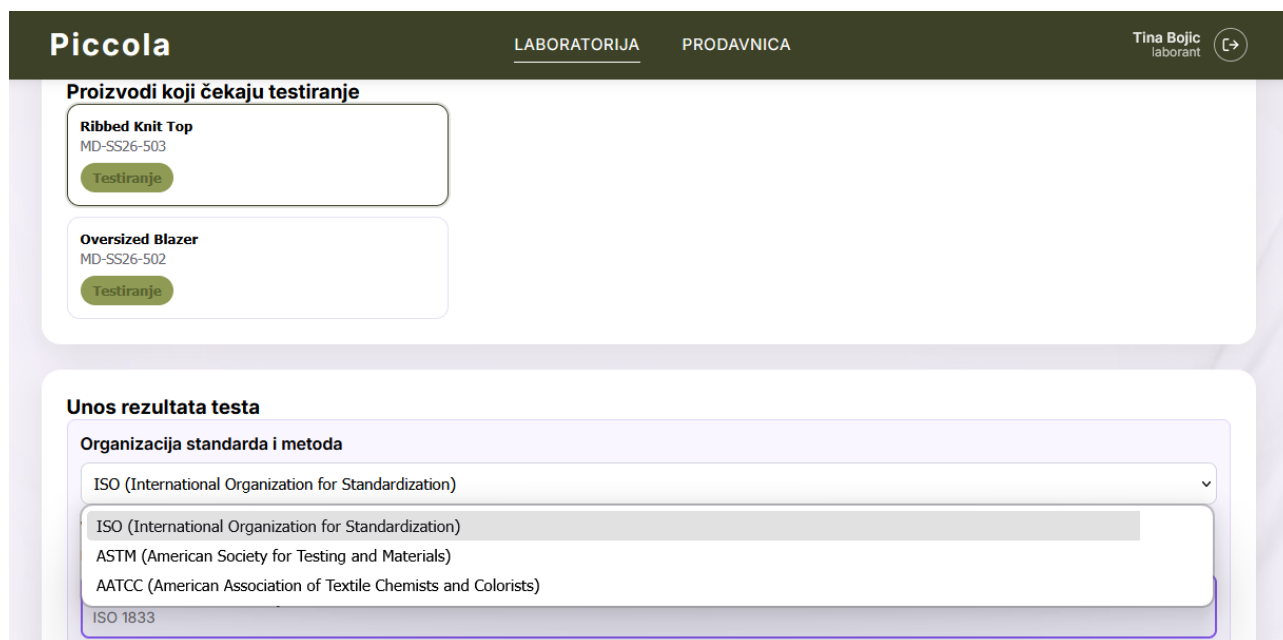 Piccola
LABORATORIJA
PRODAVNICA
Tina Bojic
laborant
Proizvodi koji čekaju testiranje
Ribbed Knit Top
MD-SS26-503
Testiranje
Oversized Blazer
MD-SS26-502
Testiranje
Unos rezultata testa
Organizacija standarda i metoda
ISO (International Organization for Standardization)
ISO (International Organization for Standardization)
ASTM (American Society for Testing and Materials)
AATCC (American Association of Textile Chemists and Colorists)
ISO 1833